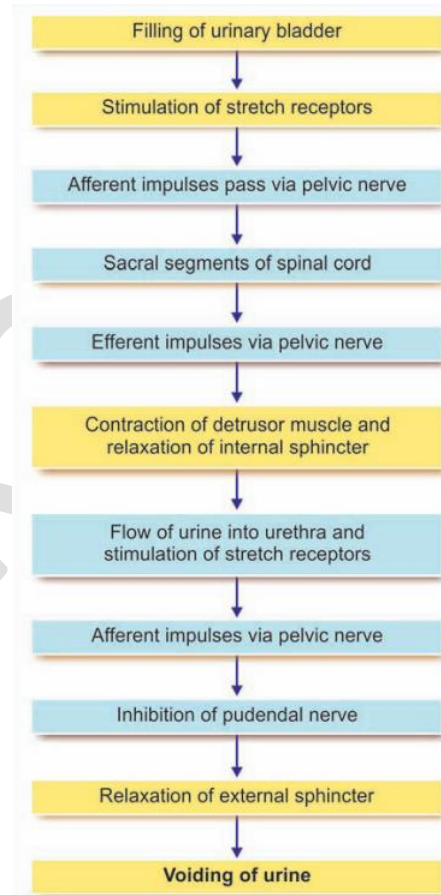 Filling of urinary bladder
Stimulation of stretch receptors
Afferent impulses pass via pelvic nerve
Sacral segments of spinal cord
Efferent impulses via pelvic nerve
Contraction of detrusor muscle and
relaxation of internal sphincter
Flow of urine into urethra and
stimulation of stretch receptors
Afferent impulses via pelvic nerve
Inhibition of pudendal nerve
Relaxation of external sphincter
Voiding of urine